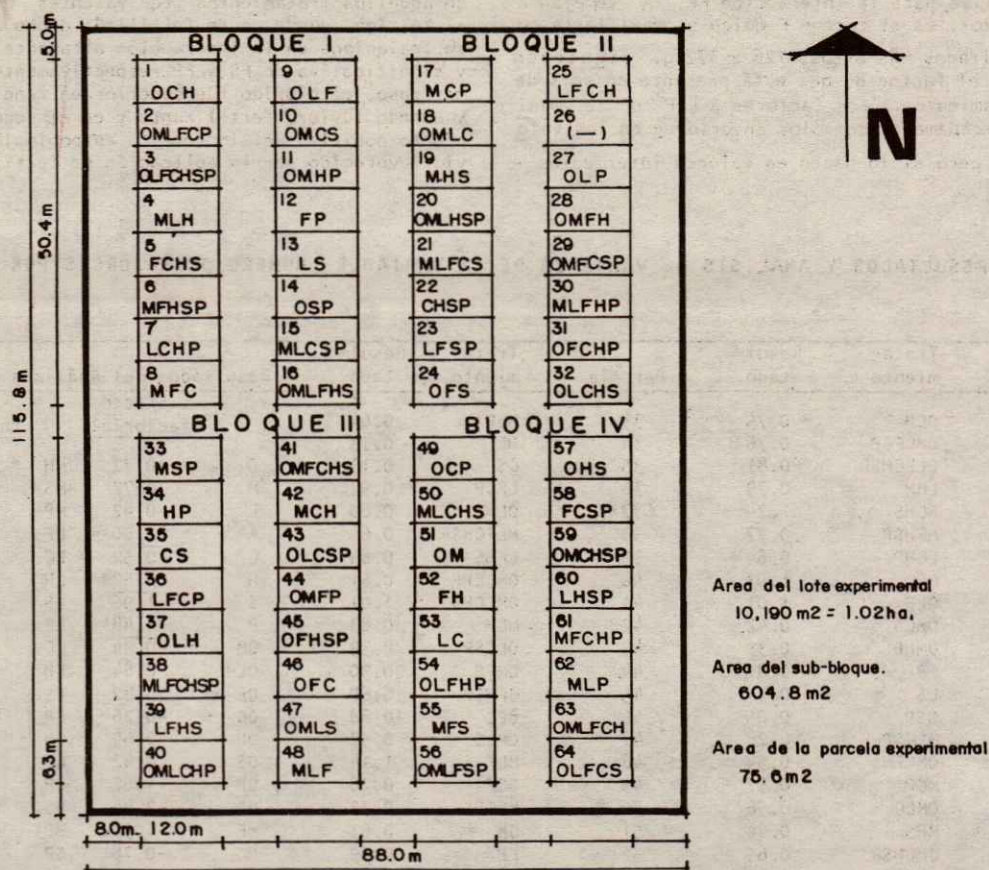 5.0m
50.4 m
115.8 m
6.3m
BLOQUE I
1
OCH
2
OMLFCP
3
OLFCHSP
4
MLH
5
FCHS
6
MFHSP
7
LCHP
8
MFC
9
OLF
10
OMCS
11
OMHP
12
FP
13
LS
14
OSP
15
MLCSP
16
OMLFHS
BLOQUE II
17
MCP
18
OMLC
19
MHS
20
OMLHSP
21
MLFCS
22
CHSP
23
LFSP
24
OFS
25
LFCH
26
(—)
27
OLP
28
OMFH
29
OMFCSP
30
MLFHP
31
OFCHP
32
OLCHS
BLOQUE III
33
MSP
34
HP
35
CS
36
LFCP
37
OLH
38
MLFCHSP
39
LFHS
40
OMLCHP
41
OMFCHS
42
MCH
43
OLCSP
44
OMFP
45
OFHSP
46
OFC
47
OMLS
48
MLF
BLOQUE IV
49
OCP
50
MLCHS
51
OM
52
FH
53
LC
54
OLFHP
55
MFS
56
OMLFSP
57
OHS
58
FCSP
59
OMCHSP
60
LHSP
61
MFCHP
62
MLP
63
OMLFCH
64
OLFCS
8.0m. 12.0 m
88.0 m
N
Area del lote experimental
10,190 m2 = 1.02ha,
Area del sub-bloque.
604.8 m2
Area de la parcela experimental
75.6 m2